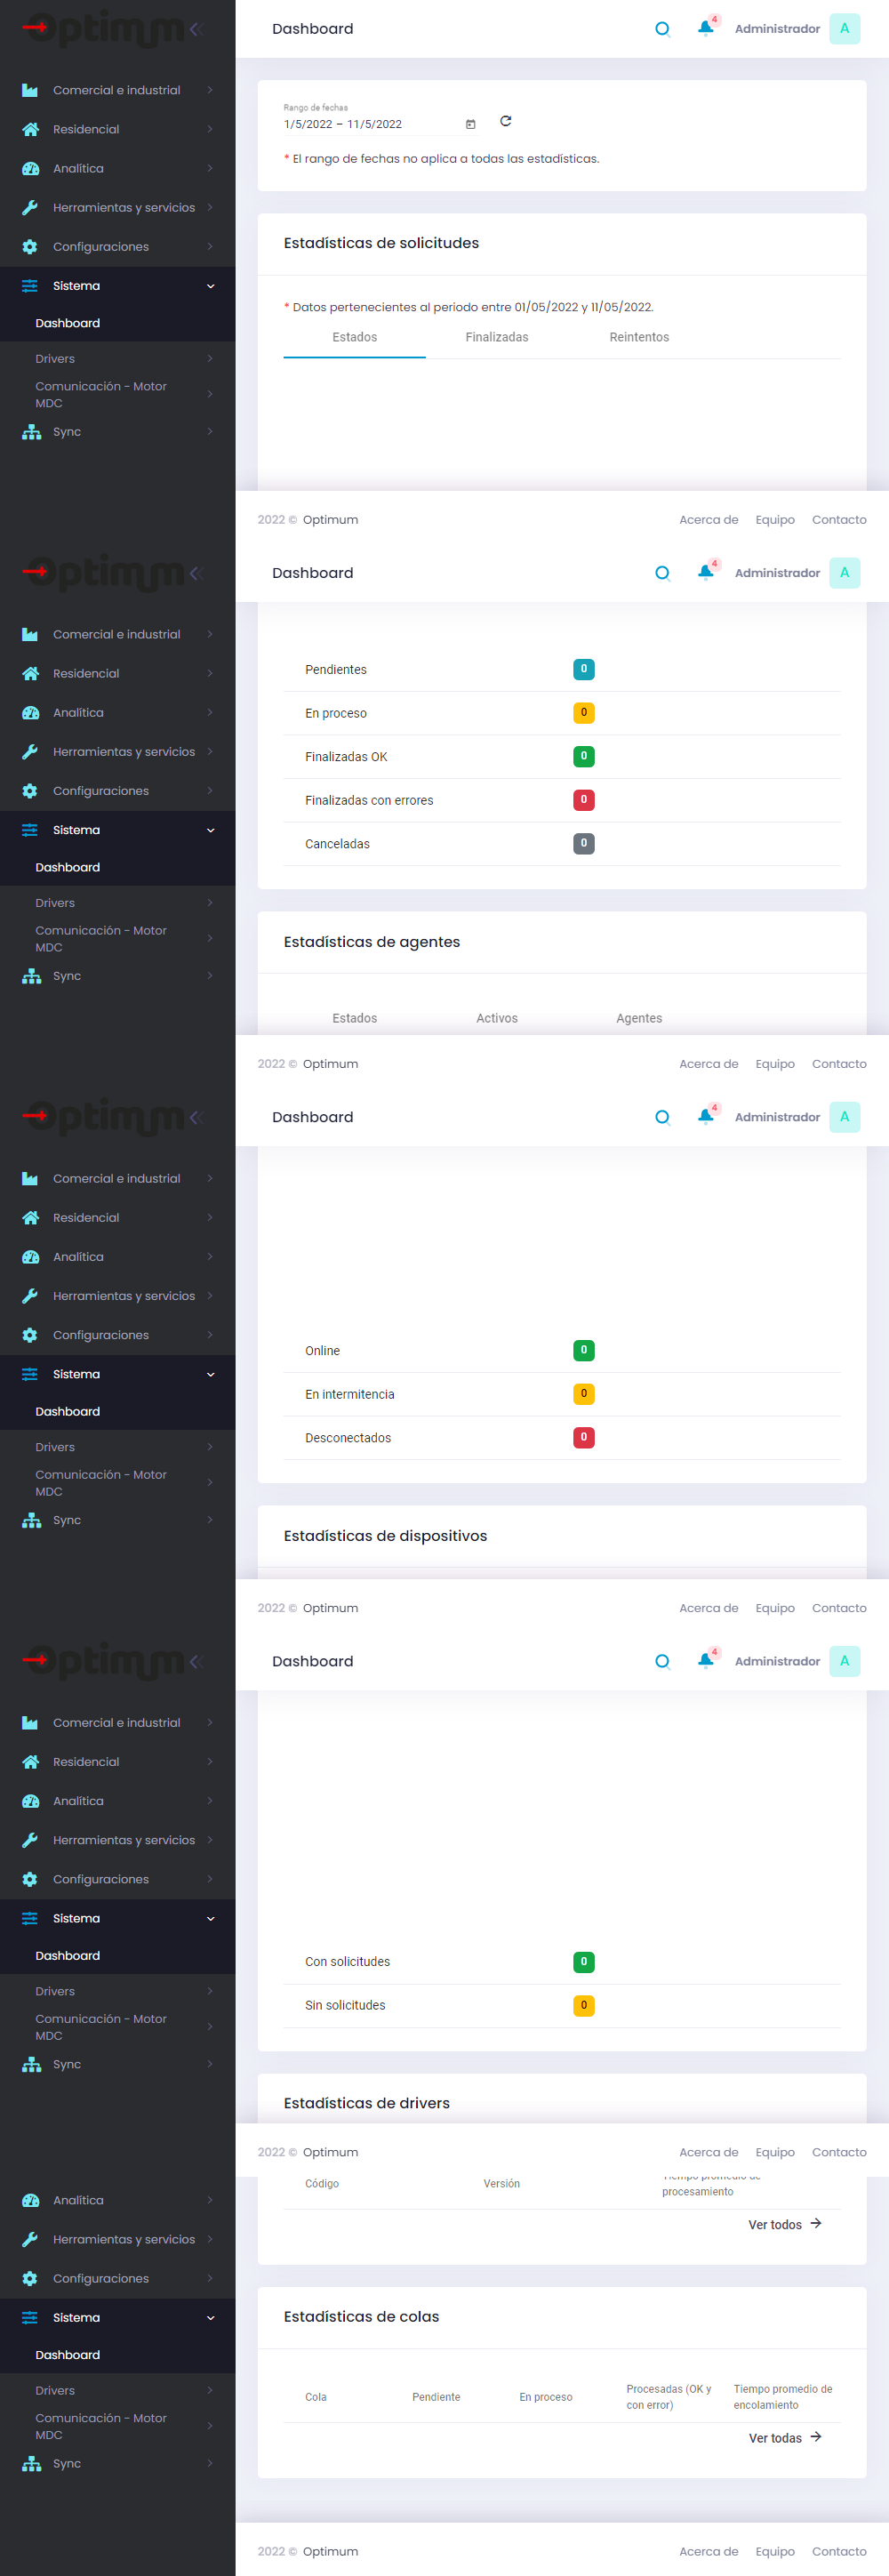 Optimum
Dashboard
4
Administrador
A
Comercial e industrial
Residencial
Analítica
Herramientas y servicios
Configuraciones
Sistema
Dashboard
Drivers
Comunicación - Motor
MDC
Sync
Rango de fechas
1/5/2022 – 11/5/2022
* El rango de fechas no aplica a todas las estadísticas.
Estadísticas de solicitudes
* Datos pertenecientes al periodo entre 01/05/2022 y 11/05/2022.
Estados Finalizadas Reintentos
2022 © Optimum
Acerca de Equipo Contacto
Optimum
Dashboard
4
Administrador
A
Comercial e industrial
Residencial
Analítica
Herramientas y servicios
Configuraciones
Sistema
Dashboard
Drivers
Comunicación - Motor
MDC
Sync
Pendientes 0
En proceso 0
Finalizadas OK 0
Finalizadas con errores 0
Canceladas 0
Estadísticas de agentes
Estados Activos Agentes
2022 © Optimum
Acerca de Equipo Contacto
Optimum
Dashboard
4
Administrador
A
Comercial e industrial
Residencial
Analítica
Herramientas y servicios
Configuraciones
Sistema
Dashboard
Drivers
Comunicación - Motor
MDC
Sync
Online 0
En intermitencia 0
Desconectados 0
Estadísticas de dispositivos
2022 © Optimum
Acerca de Equipo Contacto
Optimum
Dashboard
4
Administrador
A
Comercial e industrial
Residencial
Analítica
Herramientas y servicios
Configuraciones
Sistema
Dashboard
Drivers
Comunicación - Motor
MDC
Sync
Con solicitudes 0
Sin solicitudes 0
Estadísticas de drivers
2022 © Optimum
Acerca de Equipo Contacto
Analítica
Herramientas y servicios
Configuraciones
Sistema
Dashboard
Drivers
Comunicación - Motor
MDC
Sync
Código Versión Tiempo promedio de
procesamiento
Ver todos
Estadísticas de colas
Cola Pendiente En proceso Procesadas (OK y
con error) Tiempo promedio de
encolamiento
Ver todas
2022 © Optimum
Acerca de Equipo Contacto